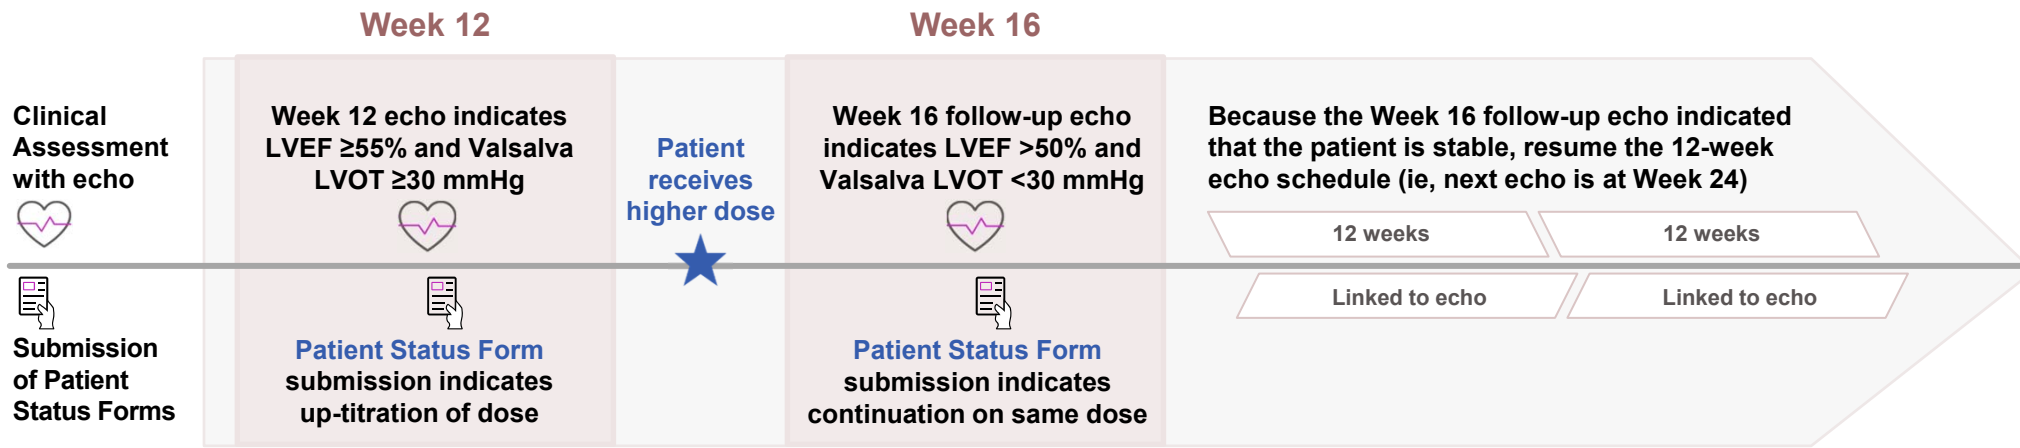 Week 12
Week 16
Clinical
Assessment
with echo
Week 12 echo indicates
LVEF ≥55% and Valsalva
LVOT ≥30 mmHg
Patient
receives
higher dose
Week 16 follow-up echo
indicates LVEF >50% and
Valsalva LVOT <30 mmHg
Because the Week 16 follow-up echo indicated
that the patient is stable, resume the 12-week
echo schedule (ie, next echo is at Week 24)
12 weeks
12 weeks
Linked to echo
Linked to echo
Submission
of Patient
Status Forms
Patient Status Form
submission indicates
up-titration of dose
Patient Status Form
submission indicates
continuation on same dose